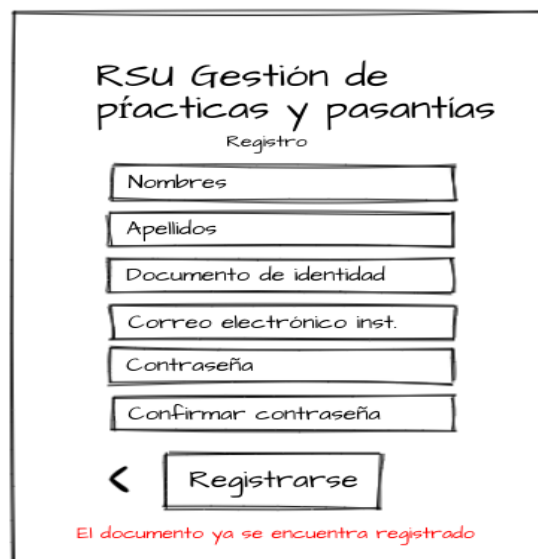 RSU Gestión de
pŕacticas y pasantías
Registro
Nombres
Apellidos
Documento de identidad
Correo electrónico inst.
Contraseña
Confirmar contraseña
< Registrarse
El documento ya se encuentra registrado